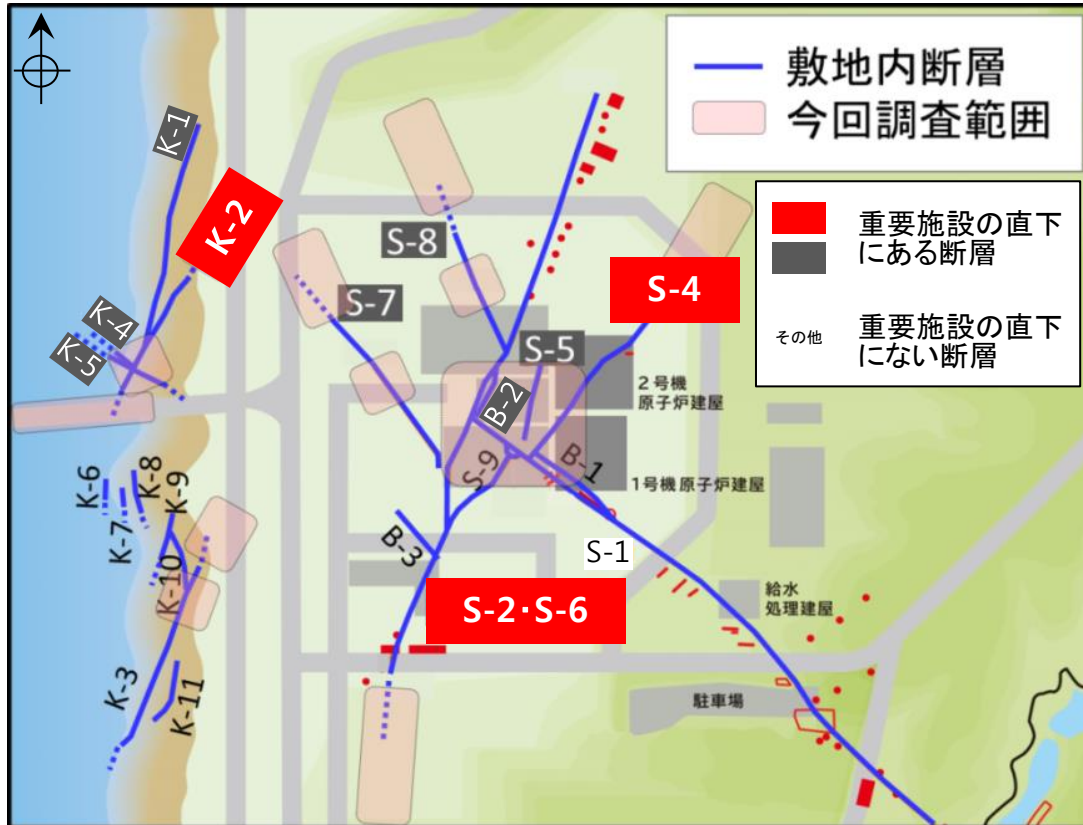 敷地内断層
今回調査範囲
重要施設の直下
にある断層
その他
重要施設の直下
にない断層
K-1
K-2
K-4
K-5
S-8
S-7
S-4
S-5
B-2
2号機
原子炉建屋
S-9
B-1
1号機原子炉建屋
K-6
K-7
K-8
K-9
K-10
B-3
S-1
S-2・S-6
給水
処理建屋
K-3
K-11
駐車場